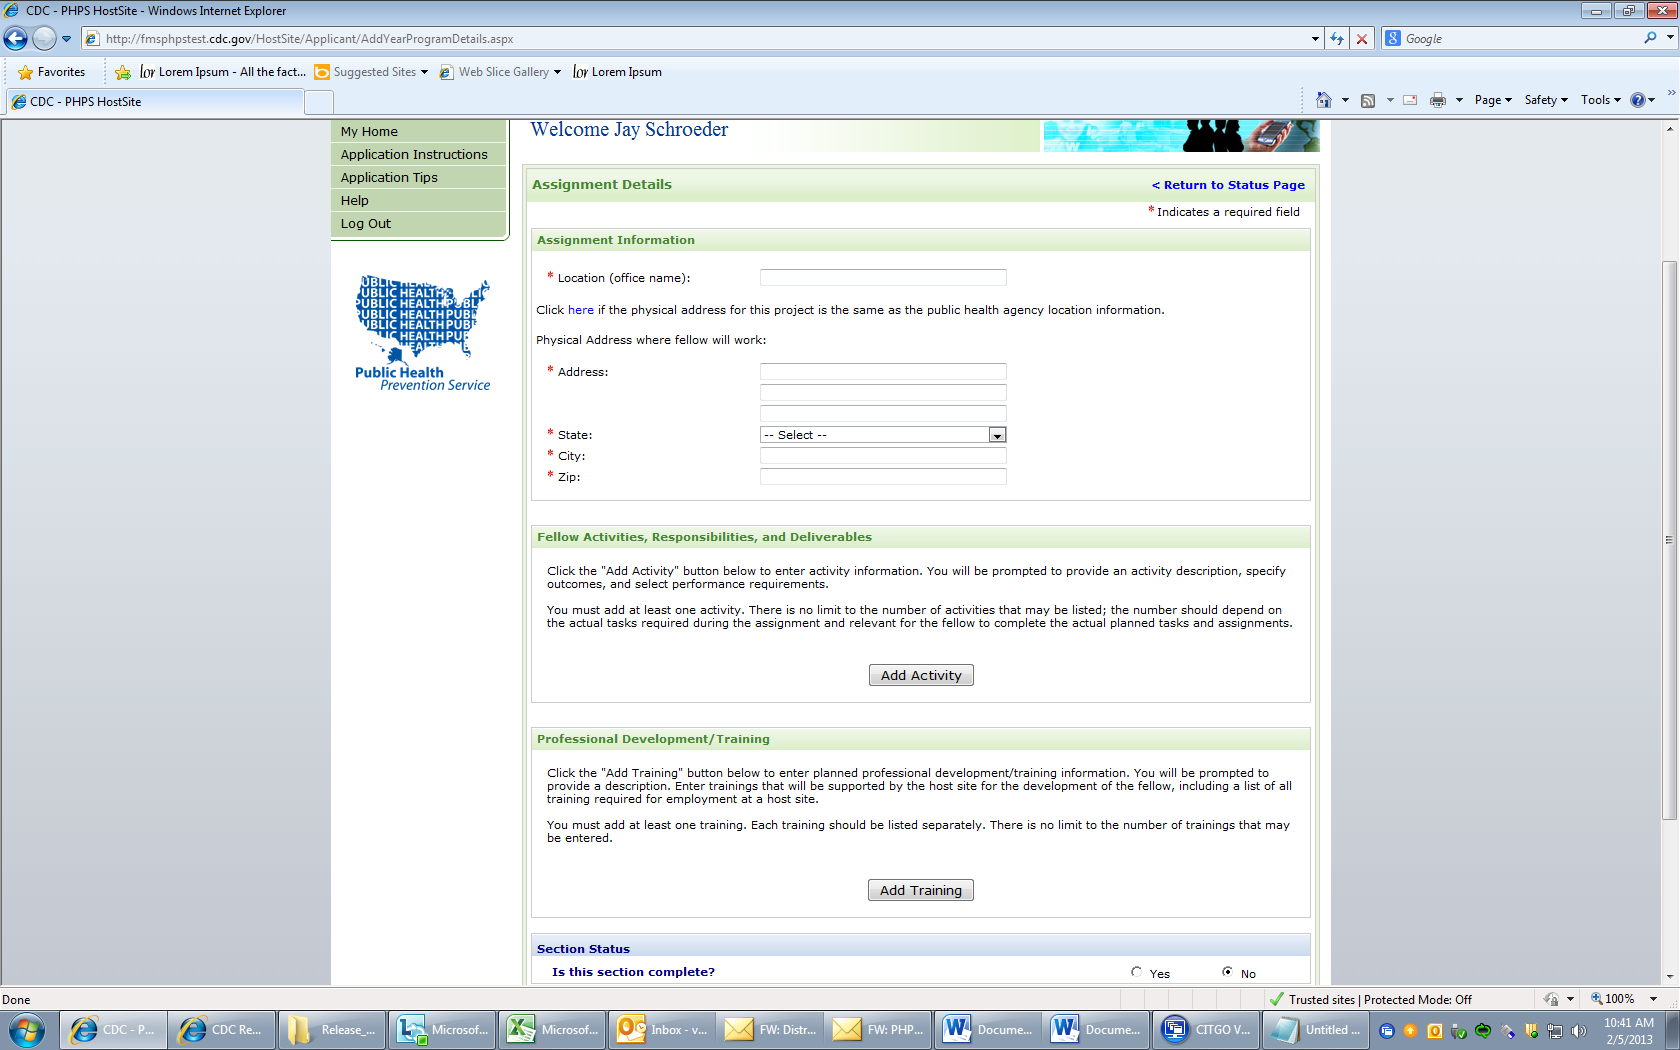 CDC - PHPS HostSite - Windows Internet Explorer
http://fmsphpstest.cdc.gov/HostSite/Applicant/AddYearProgramDetails.aspx
Google
Favorites
Lorem Ipsum - All the fact...
Suggested Sites
Web Slice Gallery
Lorem Ipsum
CDC - PHPS HostSite
Page
Safety
Tools
My Home
Application Instructions
Application Tips
Help
Log Out
Public Health
Prevention Service
Welcome Jay Schroeder
Assignment Details
< Return to Status Page
* Indicates a required field
Assignment Information
* Location (office name):
Click here if the physical address for this project is the same as the public health agency location information.
Physical Address where fellow will work:
* Address:
* State:
-- Select --
* City:
* Zip:
Fellow Activities, Responsibilities, and Deliverables
Click the "Add Activity" button below to enter activity information. You will be prompted to provide an activity description, specify
outcomes, and select performance requirements.
You must add at least one activity. There is no limit to the number of activities that may be listed; the number should depend on
the actual tasks required during the assignment and relevant for the fellow to complete the actual planned tasks and assignments.
Add Activity
Professional Development/Training
Click the "Add Training" button below to enter planned professional development/training information. You will be prompted to
provide a description. Enter trainings that will be supported by the host site for the development of the fellow, including a list of all
training required for employment at a host site.
You must add at least one training. Each training should be listed separately. There is no limit to the number of trainings that may
be entered.
Add Training
Section Status
Is this section complete?
Yes
No
Done
Trusted sites | Protected Mode: Off
100%
CDC - P...
CDC Re...
Release_...
Microsof...
Microsof...
Inbox - v...
FW: Distr...
FW: PHP...
Docume...
Docume...
CITGO V...
Untitled ...
10:41 AM
2/5/2013